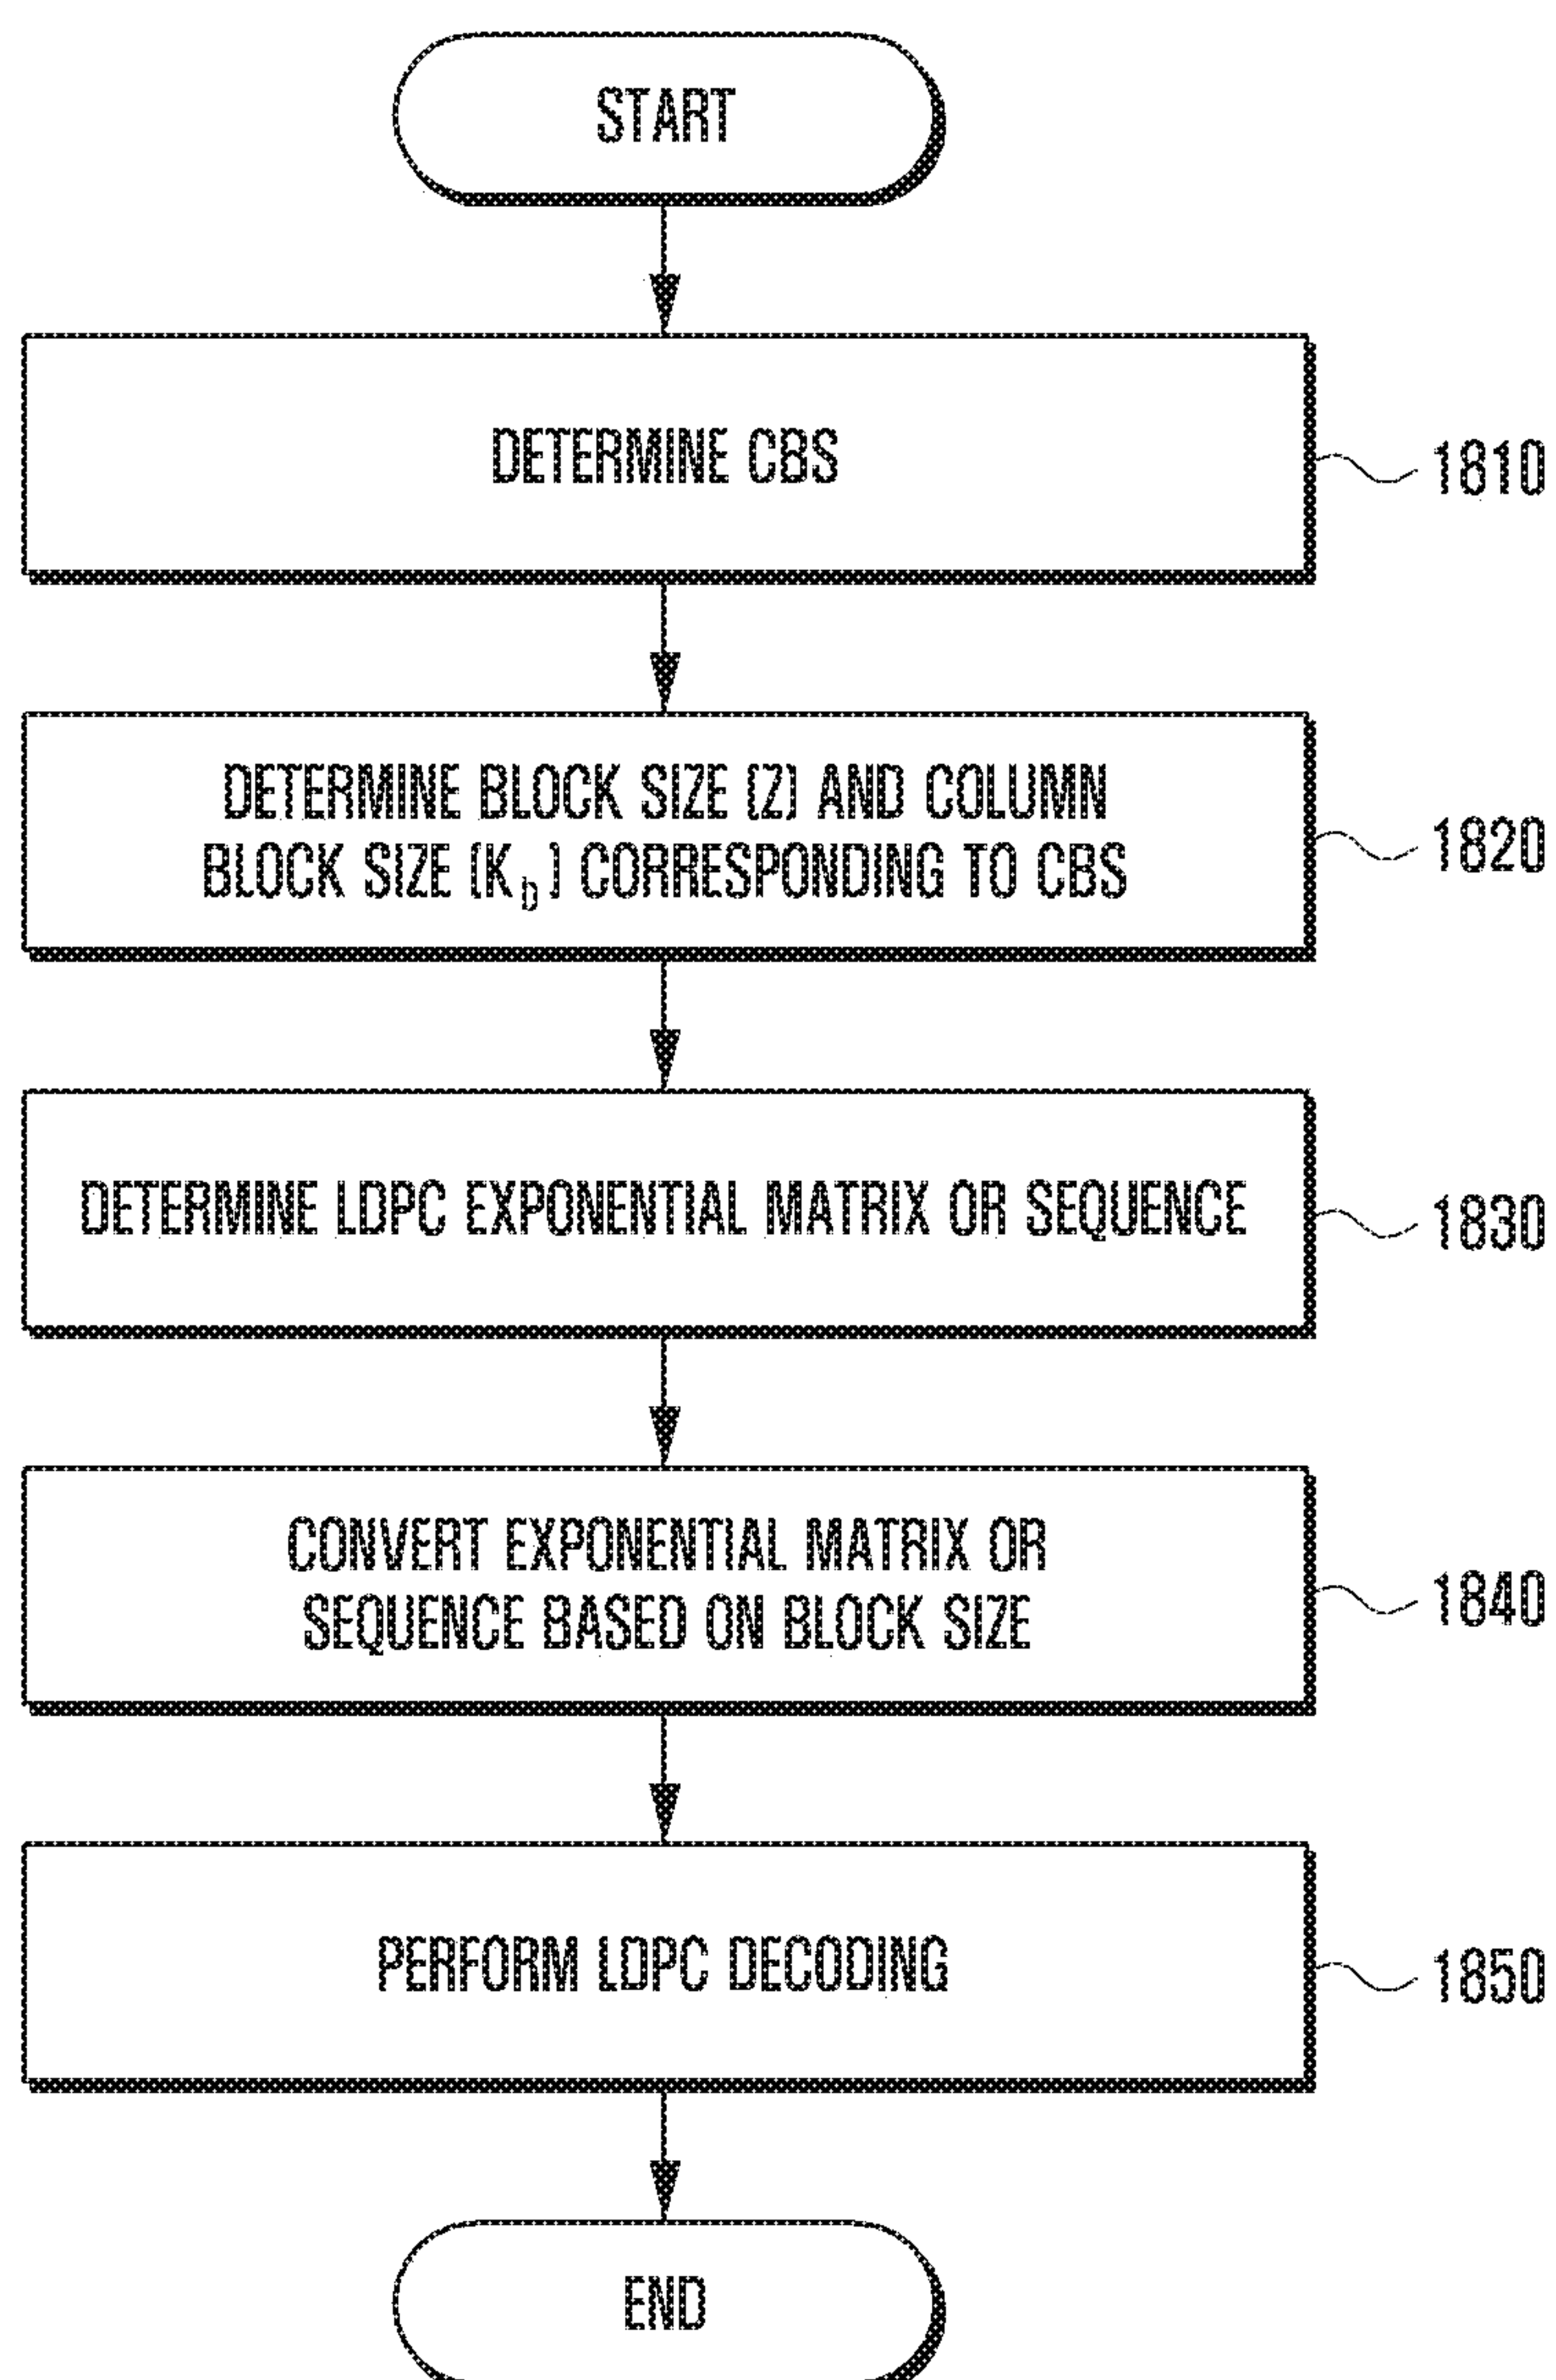 START
DETERMINE CBS
1810
DETERMINE BLOCK SIZE (Z) AND COLUMN
BLOCK SIZE (Kb) CORRESPONDING TO CBS
1820
DETERMINE LDPC EXPONENTIAL MATRIX OR SEQUENCE
1830
CONVERT EXPONENTIAL MATRIX OR
SEQUENCE BASED ON BLOCK SIZE
1840
PERFORM LDPC DECODING
1850
END